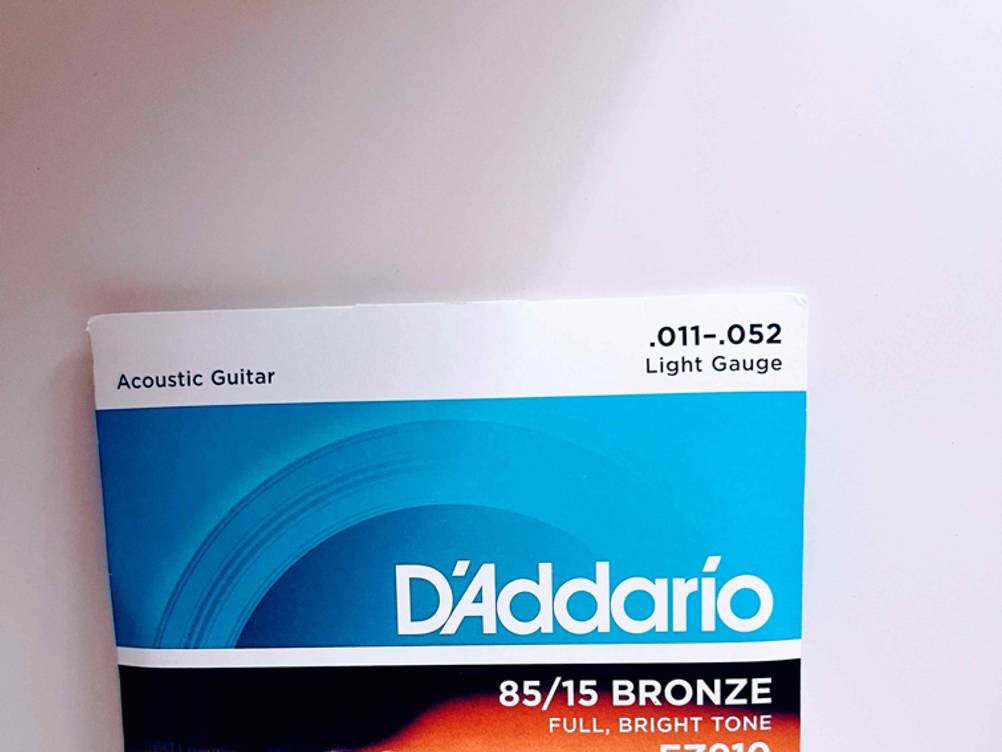 .011–.052
Light Gauge
Acoustic Guitar
D'Addario
85/15 BRONZE
FULL, BRIGHT TONE